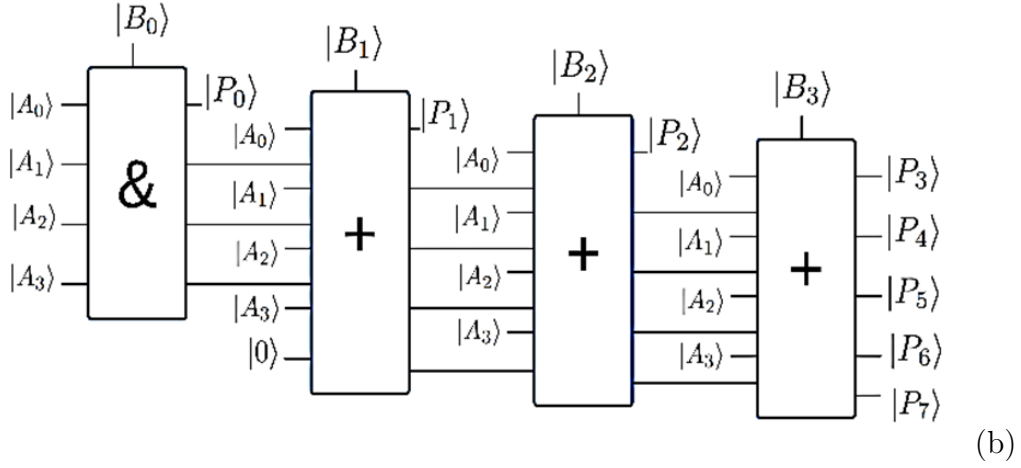 |B₀⟩
|A₀⟩
|A₁⟩
|A₂⟩
|A₃⟩
&
|P₀⟩
|B₁⟩
|A₀⟩
|A₁⟩
|A₂⟩
|A₃⟩
|0⟩
+
|P₁⟩
|B₂⟩
|A₀⟩
|A₁⟩
|A₂⟩
|A₃⟩
+
|P₂⟩
|B₃⟩
|A₀⟩
|A₁⟩
|A₂⟩
|A₃⟩
+
|P₃⟩
|P₄⟩
|P₅⟩
|P₆⟩
|P₇⟩
(b)